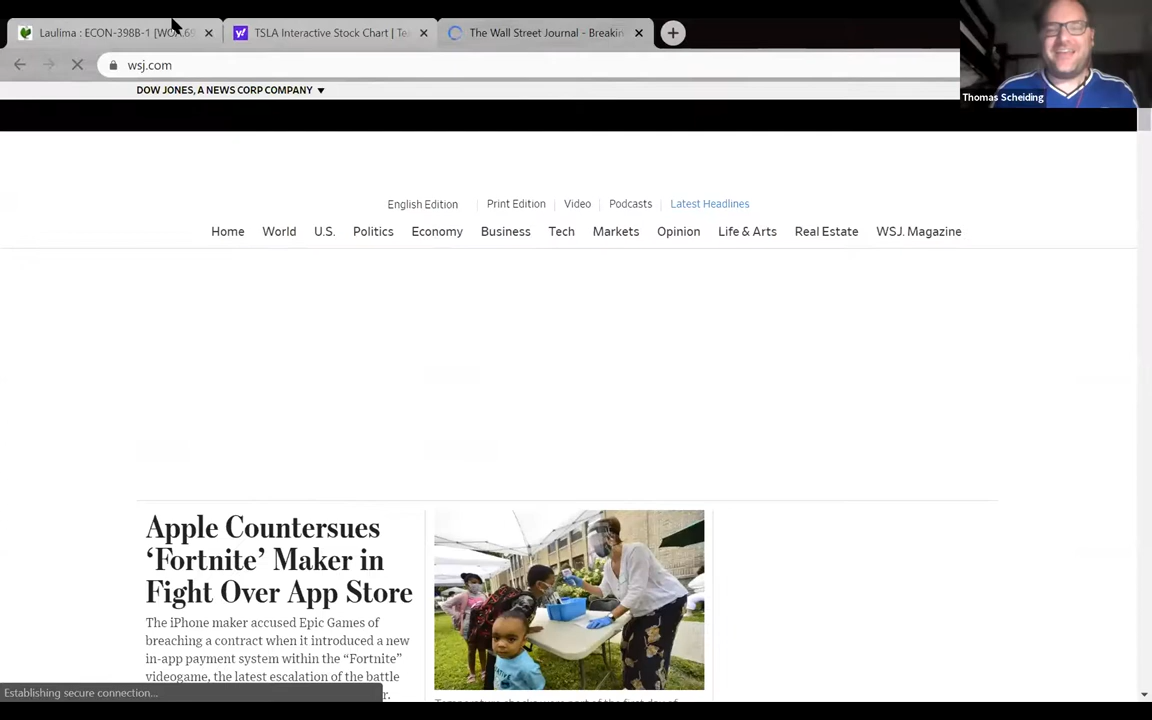 Laulima : ECON-398B-1
TSLA Interactive Stock Chart
The Wall Street Journal - Breakin
wsj.com
DOW JONES, A NEWS CORP COMPANY
Thomas Scheiding
English Edition Print Edition Video Podcasts Latest Headlines
Home World U.S. Politics Economy Business Tech Markets Opinion Life & Arts Real Estate WSJ. Magazine
Apple Countersues
‘Fortnite’ Maker in
Fight Over App Store
The iPhone maker accused Epic Games of
breaching a contract when it introduced a new
in-app payment system within the “Fortnite”
videogame, the latest escalation of the battle
Establishing secure connection...